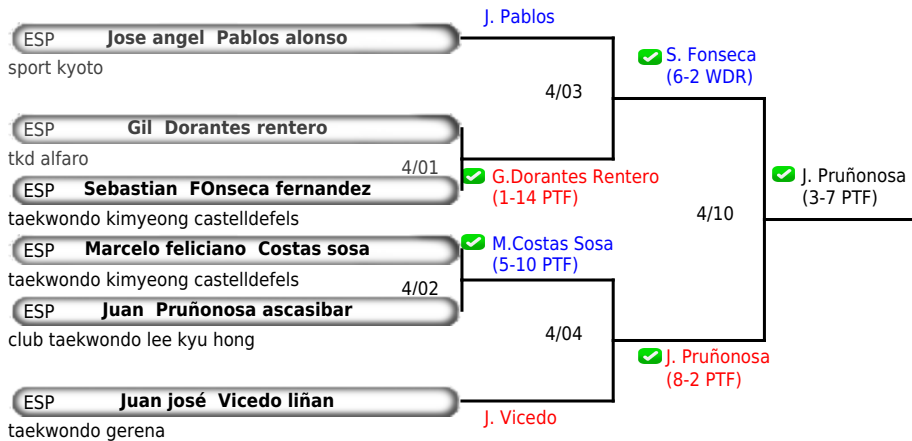 J. Pablos
ESP Jose angel Pablos alonso
sport kyoto
S. Fonseca
(6-2 WDR)
4/03
ESP Gil Dorantes rentero
tkd alfaro
4/01
G.Dorantes Rentero
(1-14 PTF)
ESP Sebastian FOnseca fernandez
taekwondo kimyeong castelldefels
J. Pruñonosa
(3-7 PTF)
4/10
ESP Marcelo feliciano Costas sosa
taekwondo kimyeong castelldefels
M.Costas Sosa
(5-10 PTF)
4/02
ESP Juan Pruñonosa ascasibar
club taekwondo lee kyu hong
4/04
J. Pruñonosa
(8-2 PTF)
ESP Juan josé Vicedo liñan
taekwondo gerena
J. Vicedo